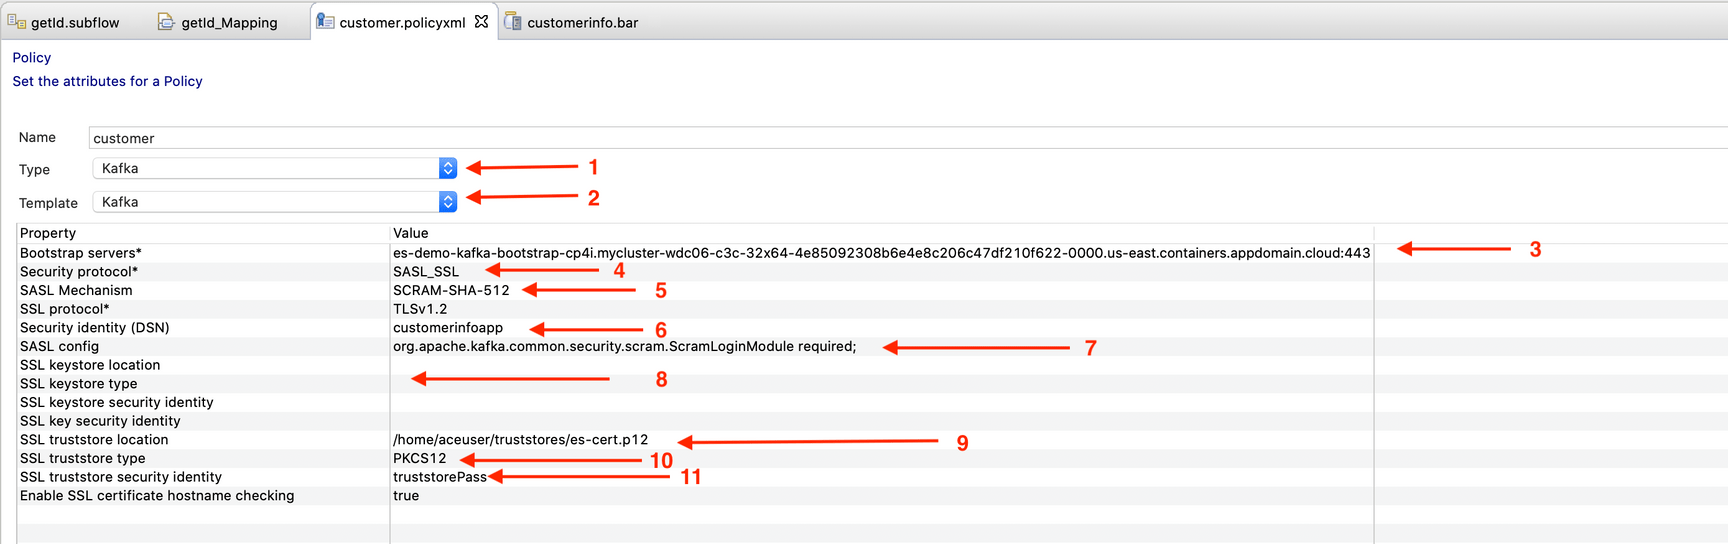 getId.subflow getId_Mapping customer.policyxml customerinfo.bar
Policy
Set the attributes for a Policy
Name customer
Type Kafka 1
Template Kafka 2
Property Value
Bootstrap servers* es-demo-kafka-bootstrap-cp4i.mycluster-wdc06-c3c-32x64-4e85092308b6e4e8c206c47df210f622-0000.us-east.containers.appdomain.cloud:443 3
Security protocol* SASL_SSL 4
SASL Mechanism SCRAM-SHA-512 5
SSL protocol* TLSv1.2
Security identity (DSN) customerinfoapp 6
SASL config org.apache.kafka.common.security.scram.ScramLoginModule required; 7
SSL keystore location
SSL keystore type 8
SSL keystore security identity
SSL key security identity
SSL truststore location /home/aceuser/truststores/es-cert.p12 9
SSL truststore type PKCS12 10
SSL truststore security identity truststorePass 11
Enable SSL certificate hostname checking true